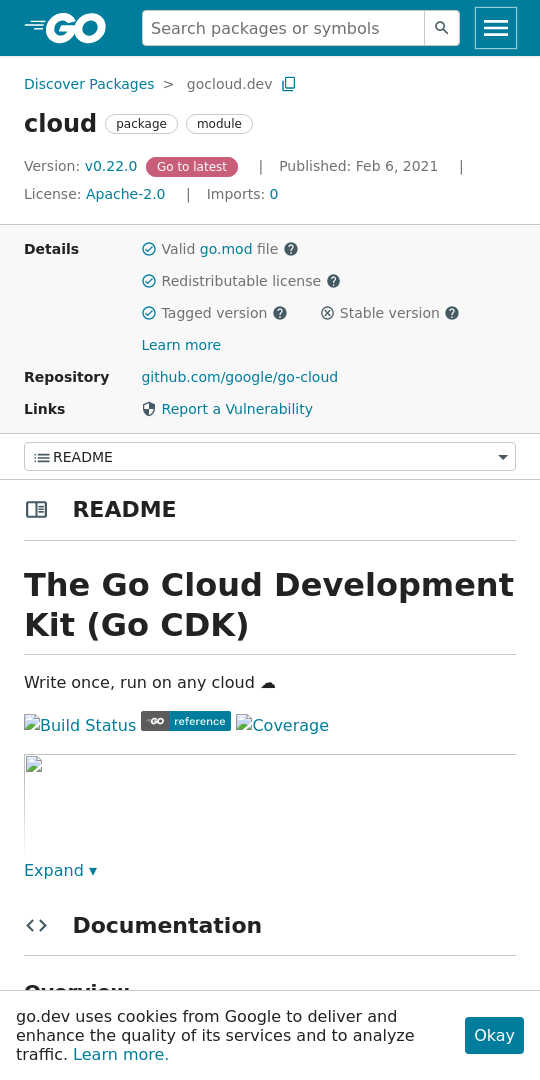 GO Search packages or symbols
Discover Packages > gocloud.dev
cloud package module
Version: v0.22.0 Go to latest | Published: Feb 6, 2021 |
License: Apache-2.0 | Imports: 0
Details Valid go.mod file
Redistributable license
Tagged version Stable version
Learn more
Repository github.com/google/go-cloud
Links Report a Vulnerability
README
README
The Go Cloud Development
Kit (Go CDK)
Write once, run on any cloud ☁
Build Status GO reference Coverage
Expand ▾
Documentation
Overview
go.dev uses cookies from Google to deliver and
enhance the quality of its services and to analyze
traffic. Learn more.
Okay